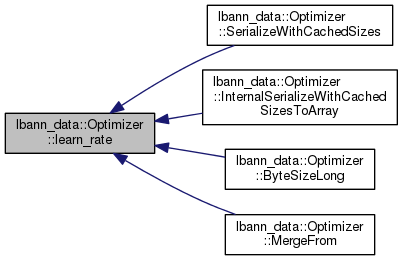 lbann_data::Optimizer
::learn_rate
lbann_data::Optimizer
::SerializeWithCachedSizes
lbann_data::Optimizer
::InternalSerializeWithCached
SizesToArray
lbann_data::Optimizer
::ByteSizeLong
lbann_data::Optimizer
::MergeFrom